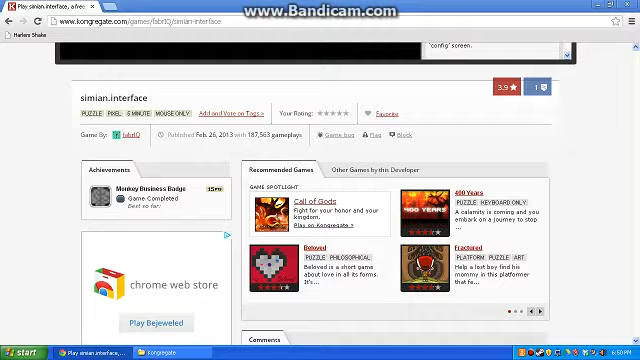 Play simian.interface, a free
www.Bandicam.com
www.kongregate.com/games/fabrIQ/simian-interface
Harlem Shake
'config' screen.
simian.interface
3.9
1
PUZZLE PIXEL 5 MINUTE MOUSE ONLY Add and Vote on Tags »
Your Rating:
Favorite
Game By: fabrIQ
Published Feb. 26, 2013 with 187,563 gameplays
Game bug
Flag
Block
Achievements
Monkey Business Badge
15
Game Completed
Best so far:
chrome web store
Play Bejeweled
Recommended Games
Other Games by this Developer
GAME SPOTLIGHT
Call of Gods
Fight for your honor and your
kingdom.
Play on Kongregate »
400 YEARS
400 Years
PUZZLE KEYBOARD ONLY
A calamity is coming and you
embark on a journey to stop
...
Beloved
PUZZLE PHILOSOPHICAL
Beloved is a short game
about love in all its forms.
It's...
Fractured
PLATFORM PUZZLE ART
Help a lost boy find his
mommy in this platformer
that fe...
Comments
start
Play simian.interface,...
Kongregate
6:50 PM